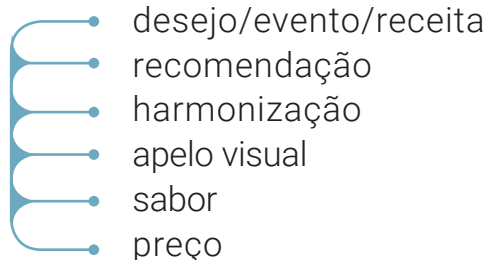 desejo/evento/receita
recomendação
harmonização
apelo visual
sabor
preço